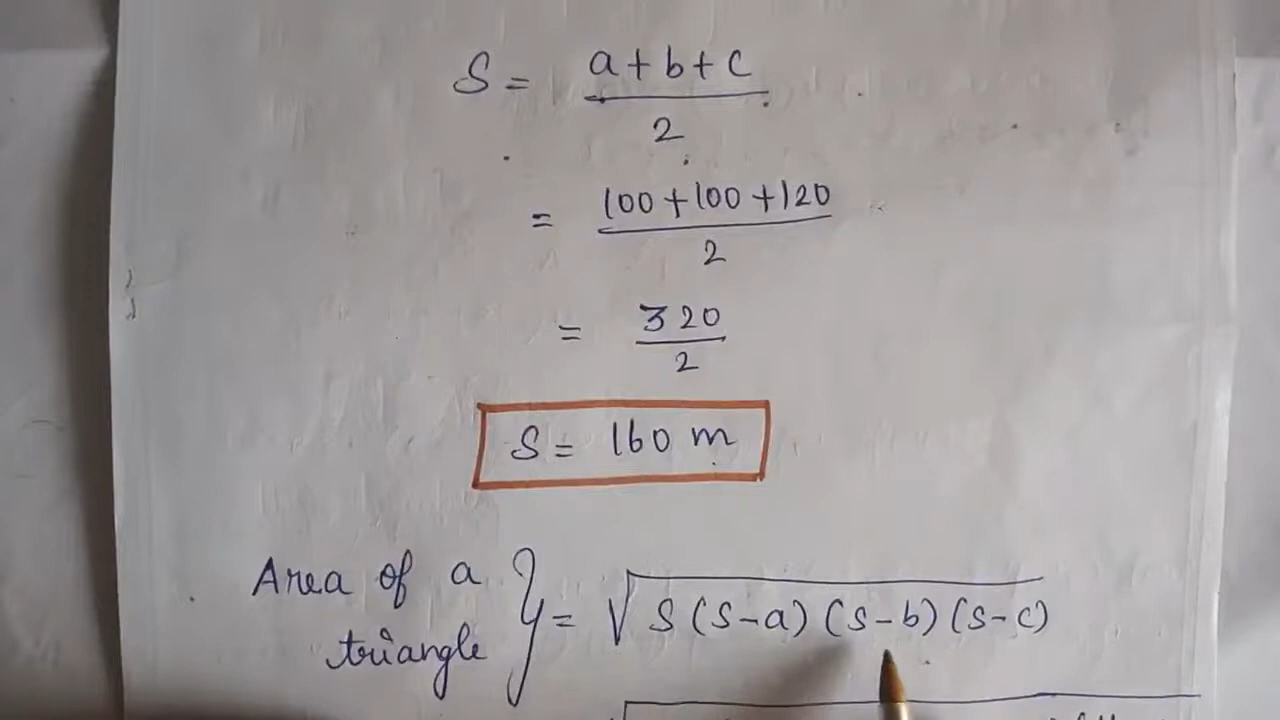 S = a+b+c
2
= 100+100+120
2
= 320
2
S = 160 m
Area of a triangle } = √S(S-a)(S-b)(S-c)